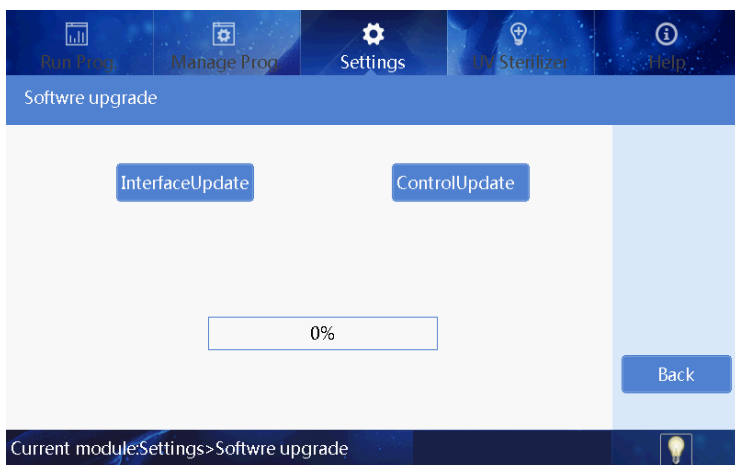 Run Prog
Manage Prog
Settings
UV Sterilizer
Help
Softwre upgrade
InterfaceUpdate
ControlUpdate
0%
Back
Current module:Settings>Softwre upgrade